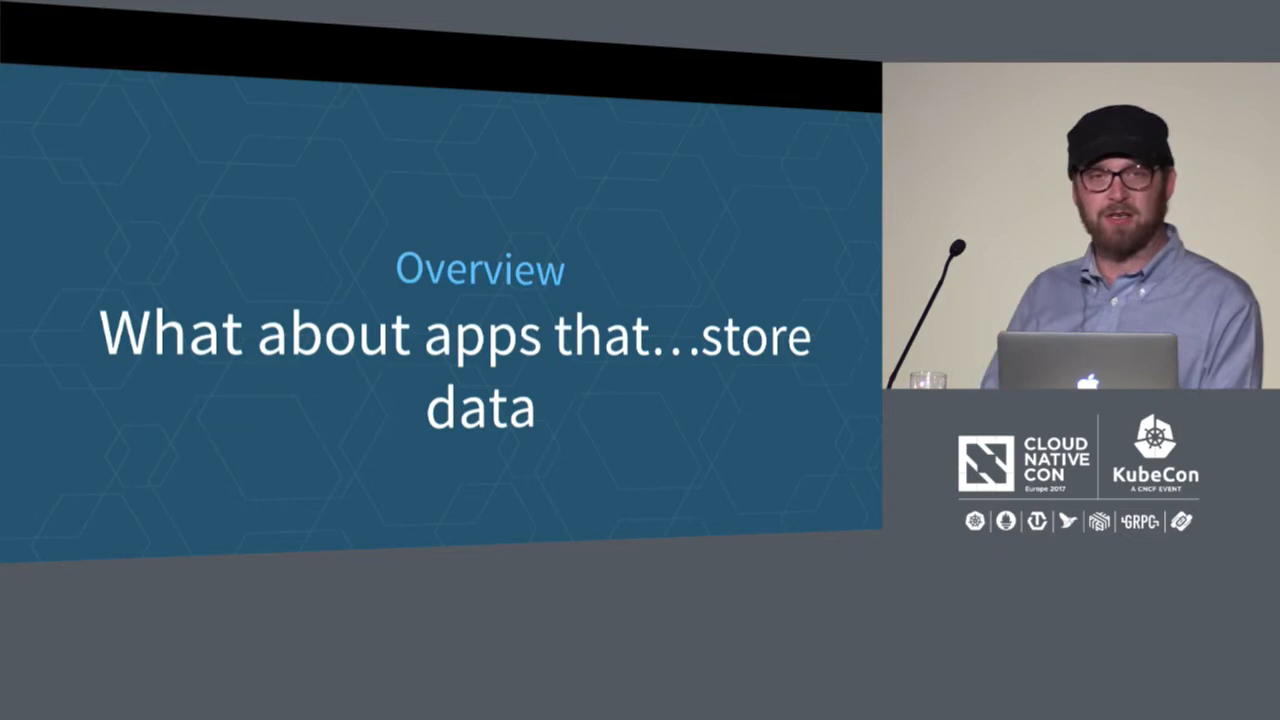 Overview
What about apps that...store
data
CLOUD
NATIVE
CON
Europe 2017
KubeCon
A CNCF EVENT
GRPC